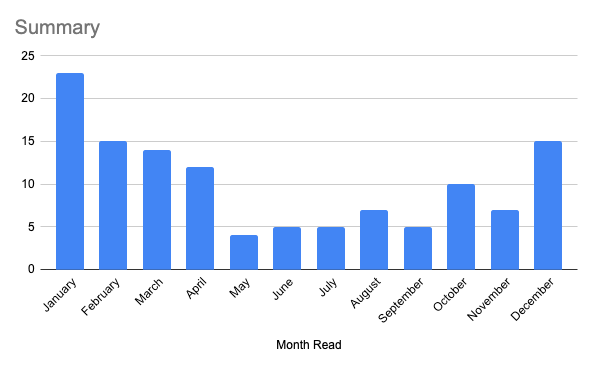 Summary
25
20
15
10
5
0
January
February
March
April
May
June
July
August
September
October
November
December
Month Read